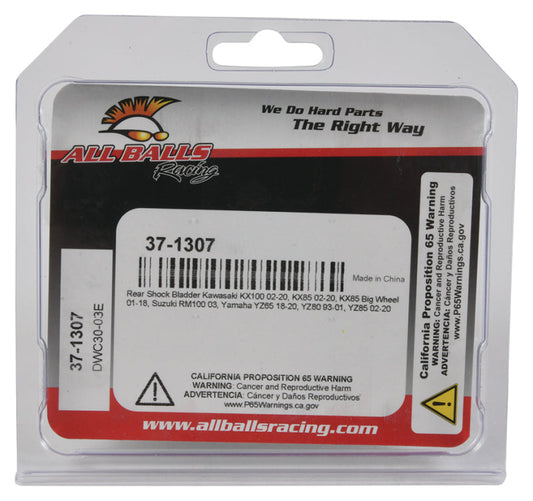 We Do Hard Parts
The Right Way
ALL BALLS
Racing
37-1307
Made in China
Rear Shock Bladder Kawasaki KX100 02-20, KX85 02-20, KX85 Big Wheel
01-18, Suzuki RM100 03, Yamaha YZ65 18-20, YZ80 93-01, YZ85 02-20
CALIFORNIA PROPOSITION 65 WARNING
WARNING: Cancer and Reproductive Harm
ADVERTENCIA: Cáncer y Daños Reproductivos
www.P65Warnings.ca.gov
37-1307
DWC30-03E
California Proposition 65 Warning
WARNING: Cancer and Reproductive Harm
ADVERTENCIA: Cáncer y Daños Reproductivos
www.P65Warnings.ca.gov
www.allballsracing.com